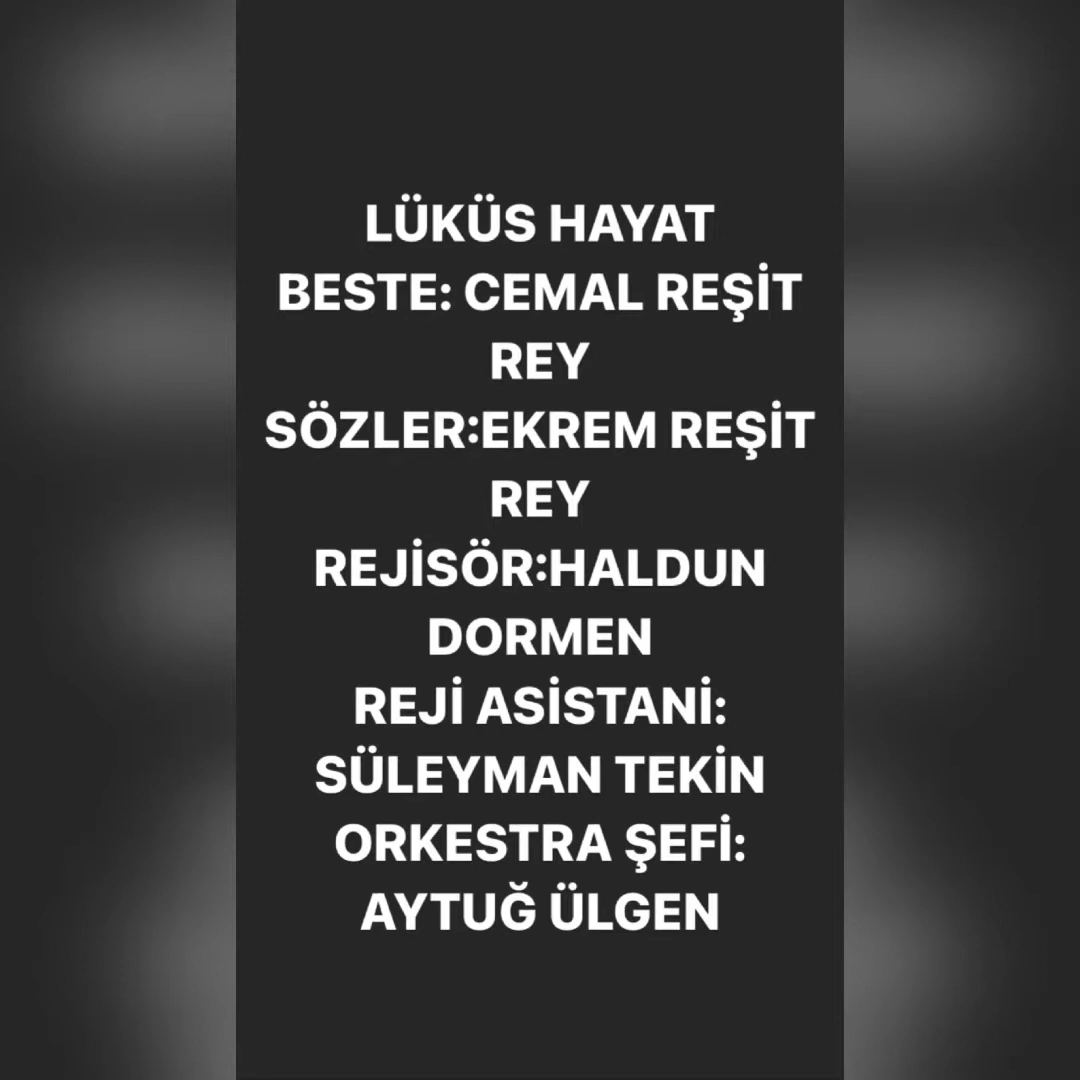 LÜKÜS HAYAT
BESTE: CEMAL REŞİT
REY
SÖZLER:EKREM REŞİT
REY
REJİSÖR:HALDUN
DORMEN
REJİ ASİSTANİ:
SÜLEYMAN TEKİN
ORKESTRA ŞEFİ:
AYTUĞ ÜLGEN